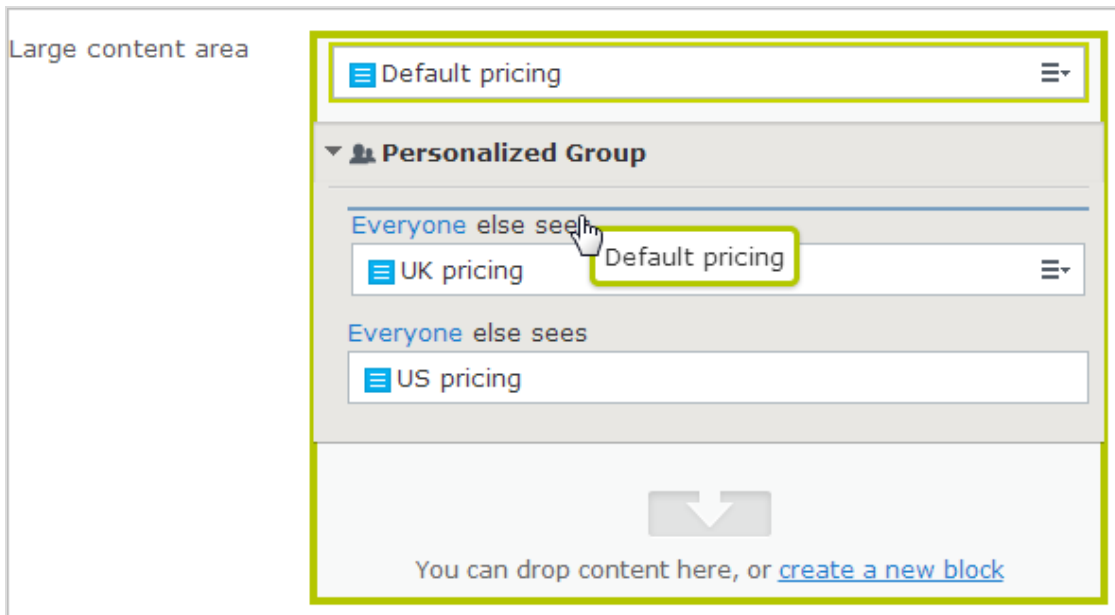 Large content area
Default pricing
Personalized Group
Everyone else sees
Default pricing
UK pricing
Everyone else sees
US pricing
You can drop content here, or create a new block